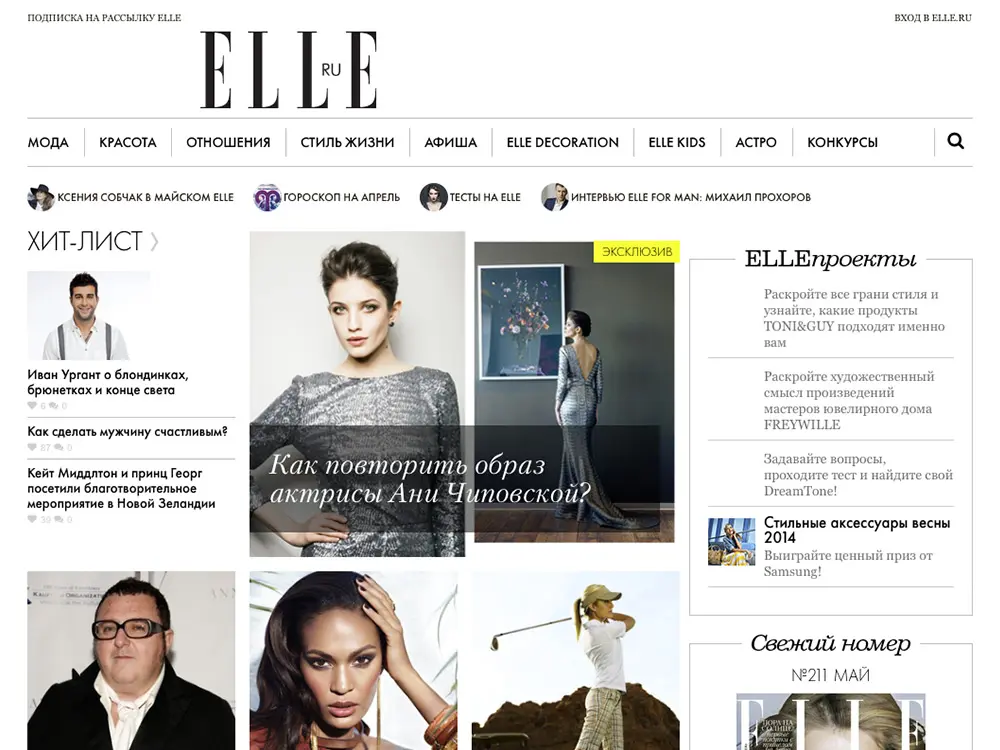 ПОДПИСКА НА РАССЫЛКУ ELLE
ВХОД В ELLE.RU
ELLE
RU
МОДА
КРАСОТА
ОТНОШЕНИЯ
СТИЛЬ ЖИЗНИ
АФИША
ELLE DECORATION
ELLE KIDS
АСТРО
КОНКУРСЫ
КСЕНИЯ СОБЧАК В МАЙСКОМ ELLE
ГОРОСКОП НА АПРЕЛЬ
ТЕСТЫ НА ELLE
ИНТЕРВЬЮ ELLE FOR MAN: МИХАИЛ ПРОХОРОВ
ХИТ-ЛИСТ
Иван Ургант о блондинках,
брюнетках и конце света
6 0
Как сделать мужчину счастливым?
87 0
Кейт Миддлтон и принц Георг
посетили благотворительное
мероприятие в Новой Зеландии
39 0
ЭКСКЛЮЗИВ
Как повторить образ
актрисы Ани Чиповской?
ELLEпроекты
Раскройте все грани стиля и
узнайте, какие продукты
TONI&GUY подходят именно
вам
Раскройте художественный
смысл произведений
мастеров ювелирного дома
FREYWILLE
Задавайте вопросы,
проходите тест и найдите свой
DreamTone!
Стильные аксессуары весны
2014
Выиграйте ценный приз от
Samsung!
Свежий номер
№211 МАЙ
ELLE
ПОРА НА
СОЛНЦЕ